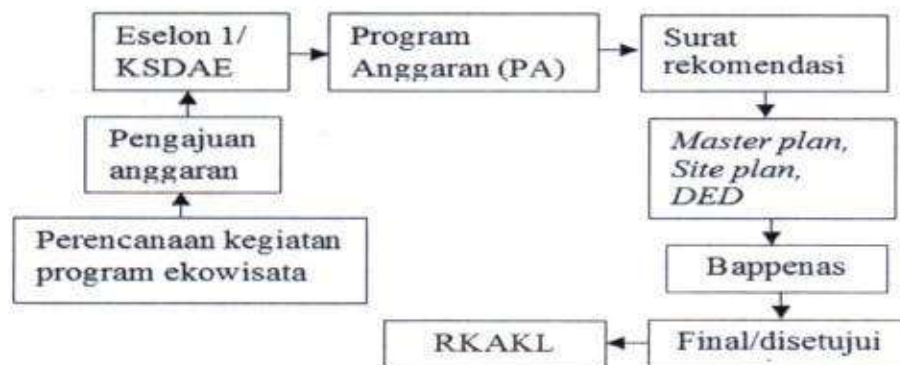 Eselon 1/
KSDAE
Program
Anggaran (PA)
Surat
rekomendasi
Pengajuan
anggaran
Master plan,
Site plan,
DED
Perencanaan kegiatan
program ekowisata
Bappenas
RKAKL
Final/disetujui